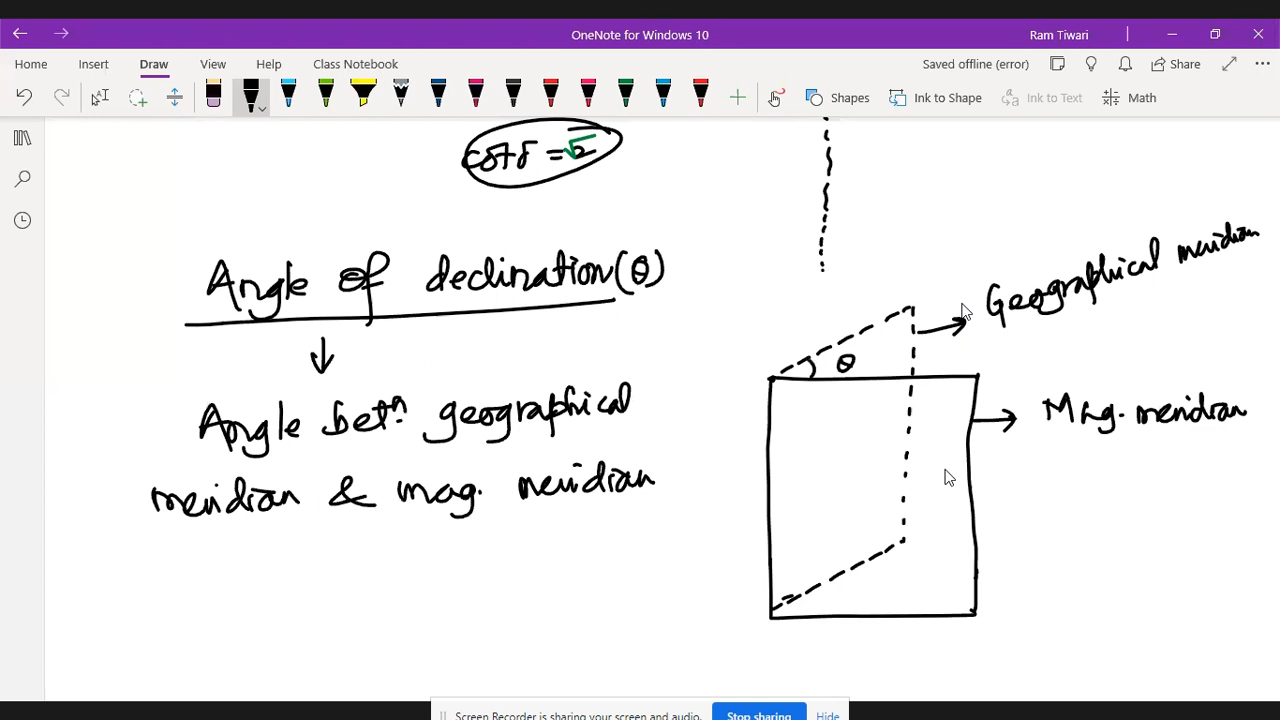 OneNote for Windows 10
Ram Tiwari
Home Insert Draw View Help Class Notebook
Saved offline (error)
Share
Shapes
Ink to Shape
Ink to Text
Math
cot δ = √2
Angle of declination(θ)
Geographical meridian
θ
Angle betⁿ geographical
meridian & mag. meridian
Mag. meridian
Screen Recorder is sharing your screen and audio.
Stop sharing
Hide